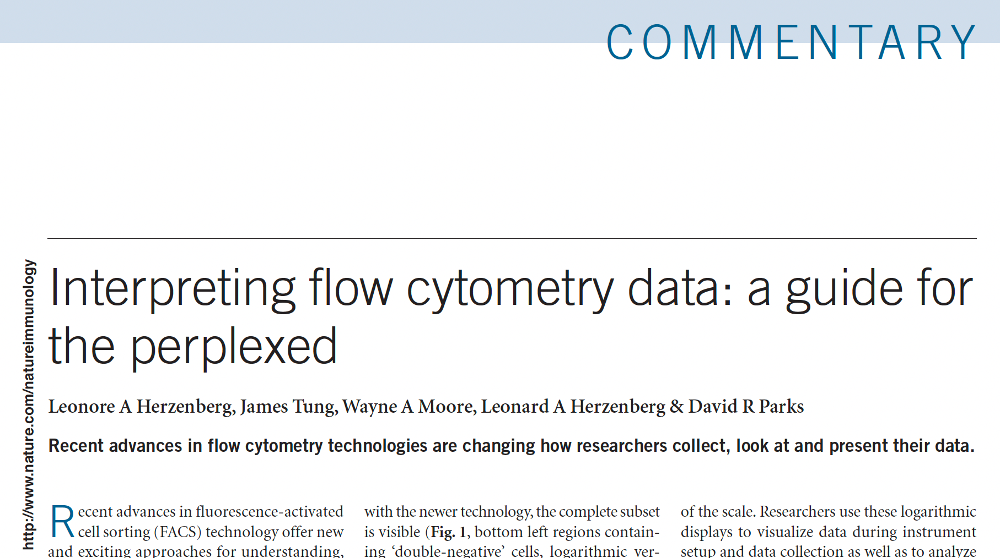 COMMENTARY
Interpreting flow cytometry data: a guide for
the perplexed
Leonore A Herzenberg, James Tung, Wayne A Moore, Leonard A Herzenberg & David R Parks
Recent advances in flow cytometry technologies are changing how researchers collect, look at and present their data.
Recent advances in fluorescence-activated
cell sorting (FACS) technology offer new
and exciting approaches for understanding,
with the newer technology, the complete subset
is visible (Fig. 1, bottom left regions contain-
ing ‘double-negative’ cells, logarithmic ver-
of the scale. Researchers use these logarithmic
displays to visualize data during instrument
setup and data collection as well as to analyze
http://www.nature.com/natureimmunology